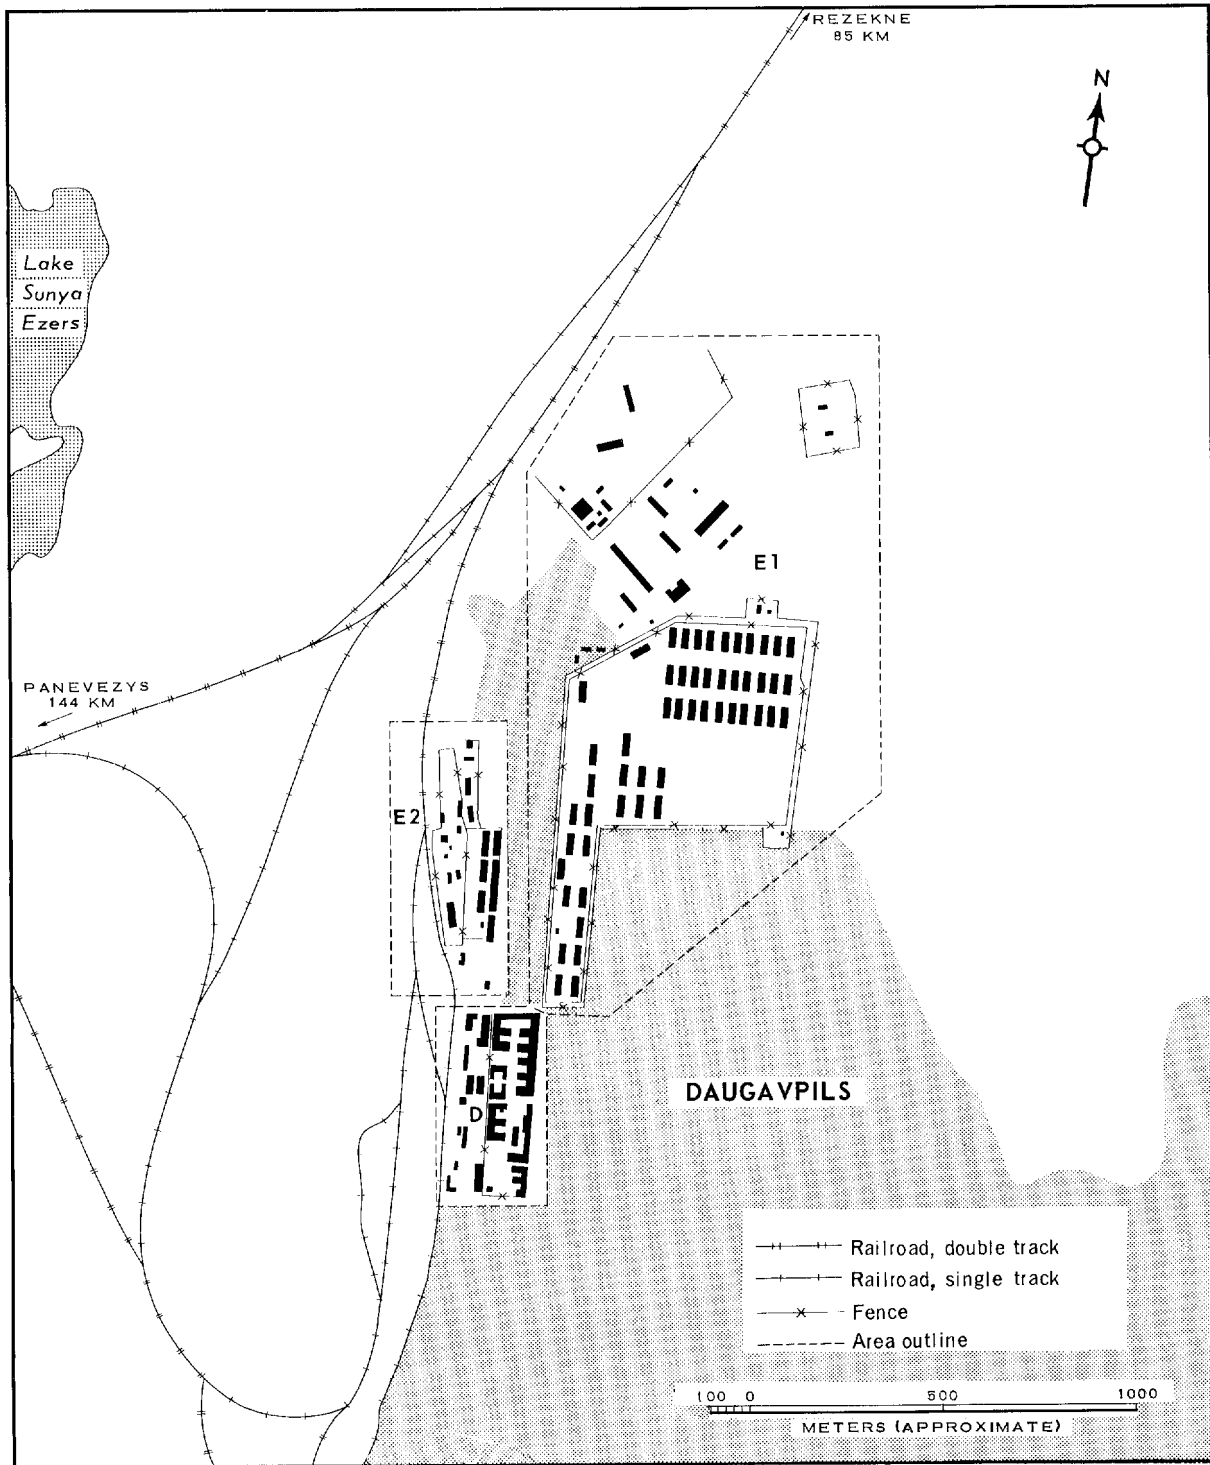 REZEKNE
85 KM
N
Lake
Sunya
Ezers
E1
PANEVEZYS
144 KM
E2
DAUGAVPILS
D
Railroad, double track
Railroad, single track
Fence
Area outline
100 0 500 1000
METERS (APPROXIMATE)